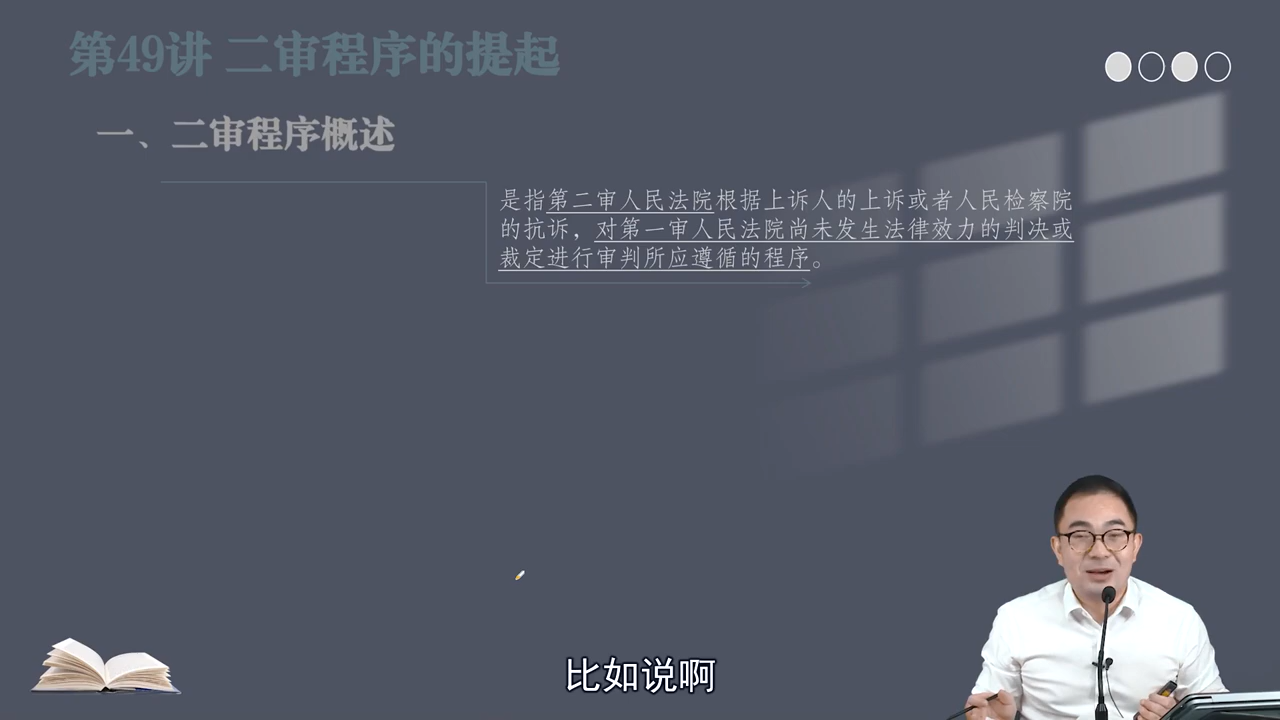 第49讲 二审程序的提起
一、二审程序概述
是指第二审人民法院根据上诉人的上诉或者人民检察院
的抗诉，对第一审人民法院尚未发生法律效力的判决或
裁定进行审判所应遵循的程序。
比如说啊